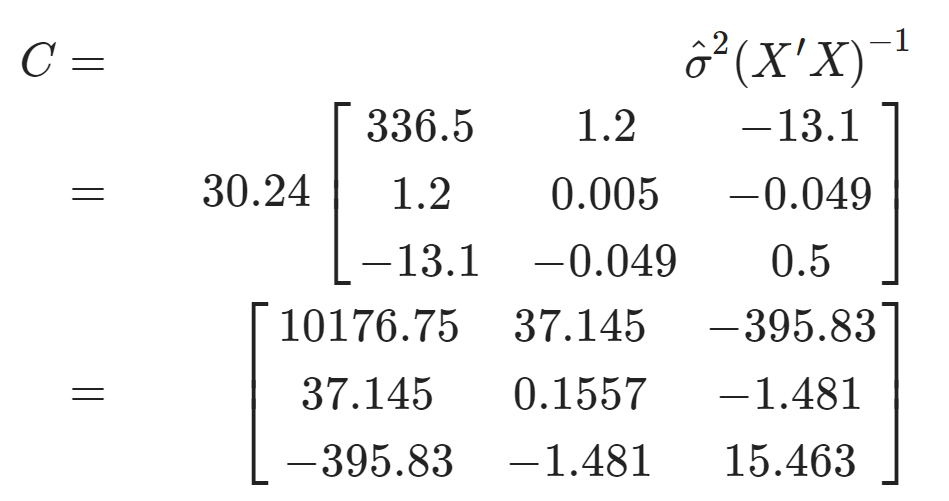 C = σ̂²(X′X)⁻¹
= 30.24 [ 336.5 1.2 −13.1
1.2 0.005 −0.049
−13.1 −0.049 0.5 ]
= [ 10176.75 37.145 −395.83
37.145 0.1557 −1.481
−395.83 −1.481 15.463 ]